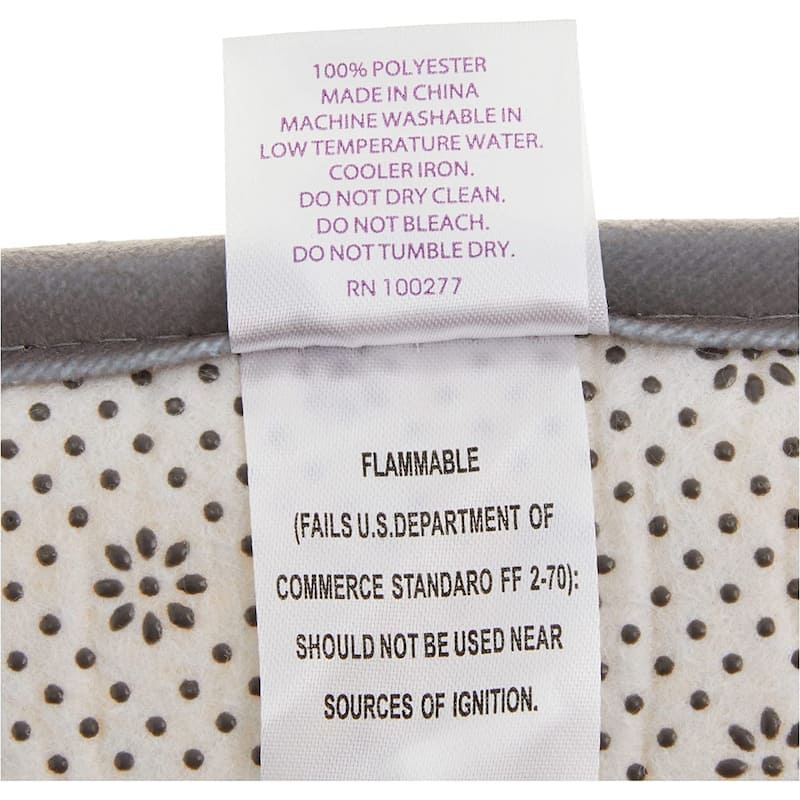 100% POLYESTER
MADE IN CHINA
MACHINE WASHABLE IN
LOW TEMPERATURE WATER.
COOLER IRON.
DO NOT DRY CLEAN.
DO NOT BLEACH.
DO NOT TUMBLE DRY.
RN 100277
FLAMMABLE
(FAILS U.S.DEPARTMENT OF
COMMERCE STANDARO FF 2-70):
SHOULD NOT BE USED NEAR
SOURCES OF IGNITION.